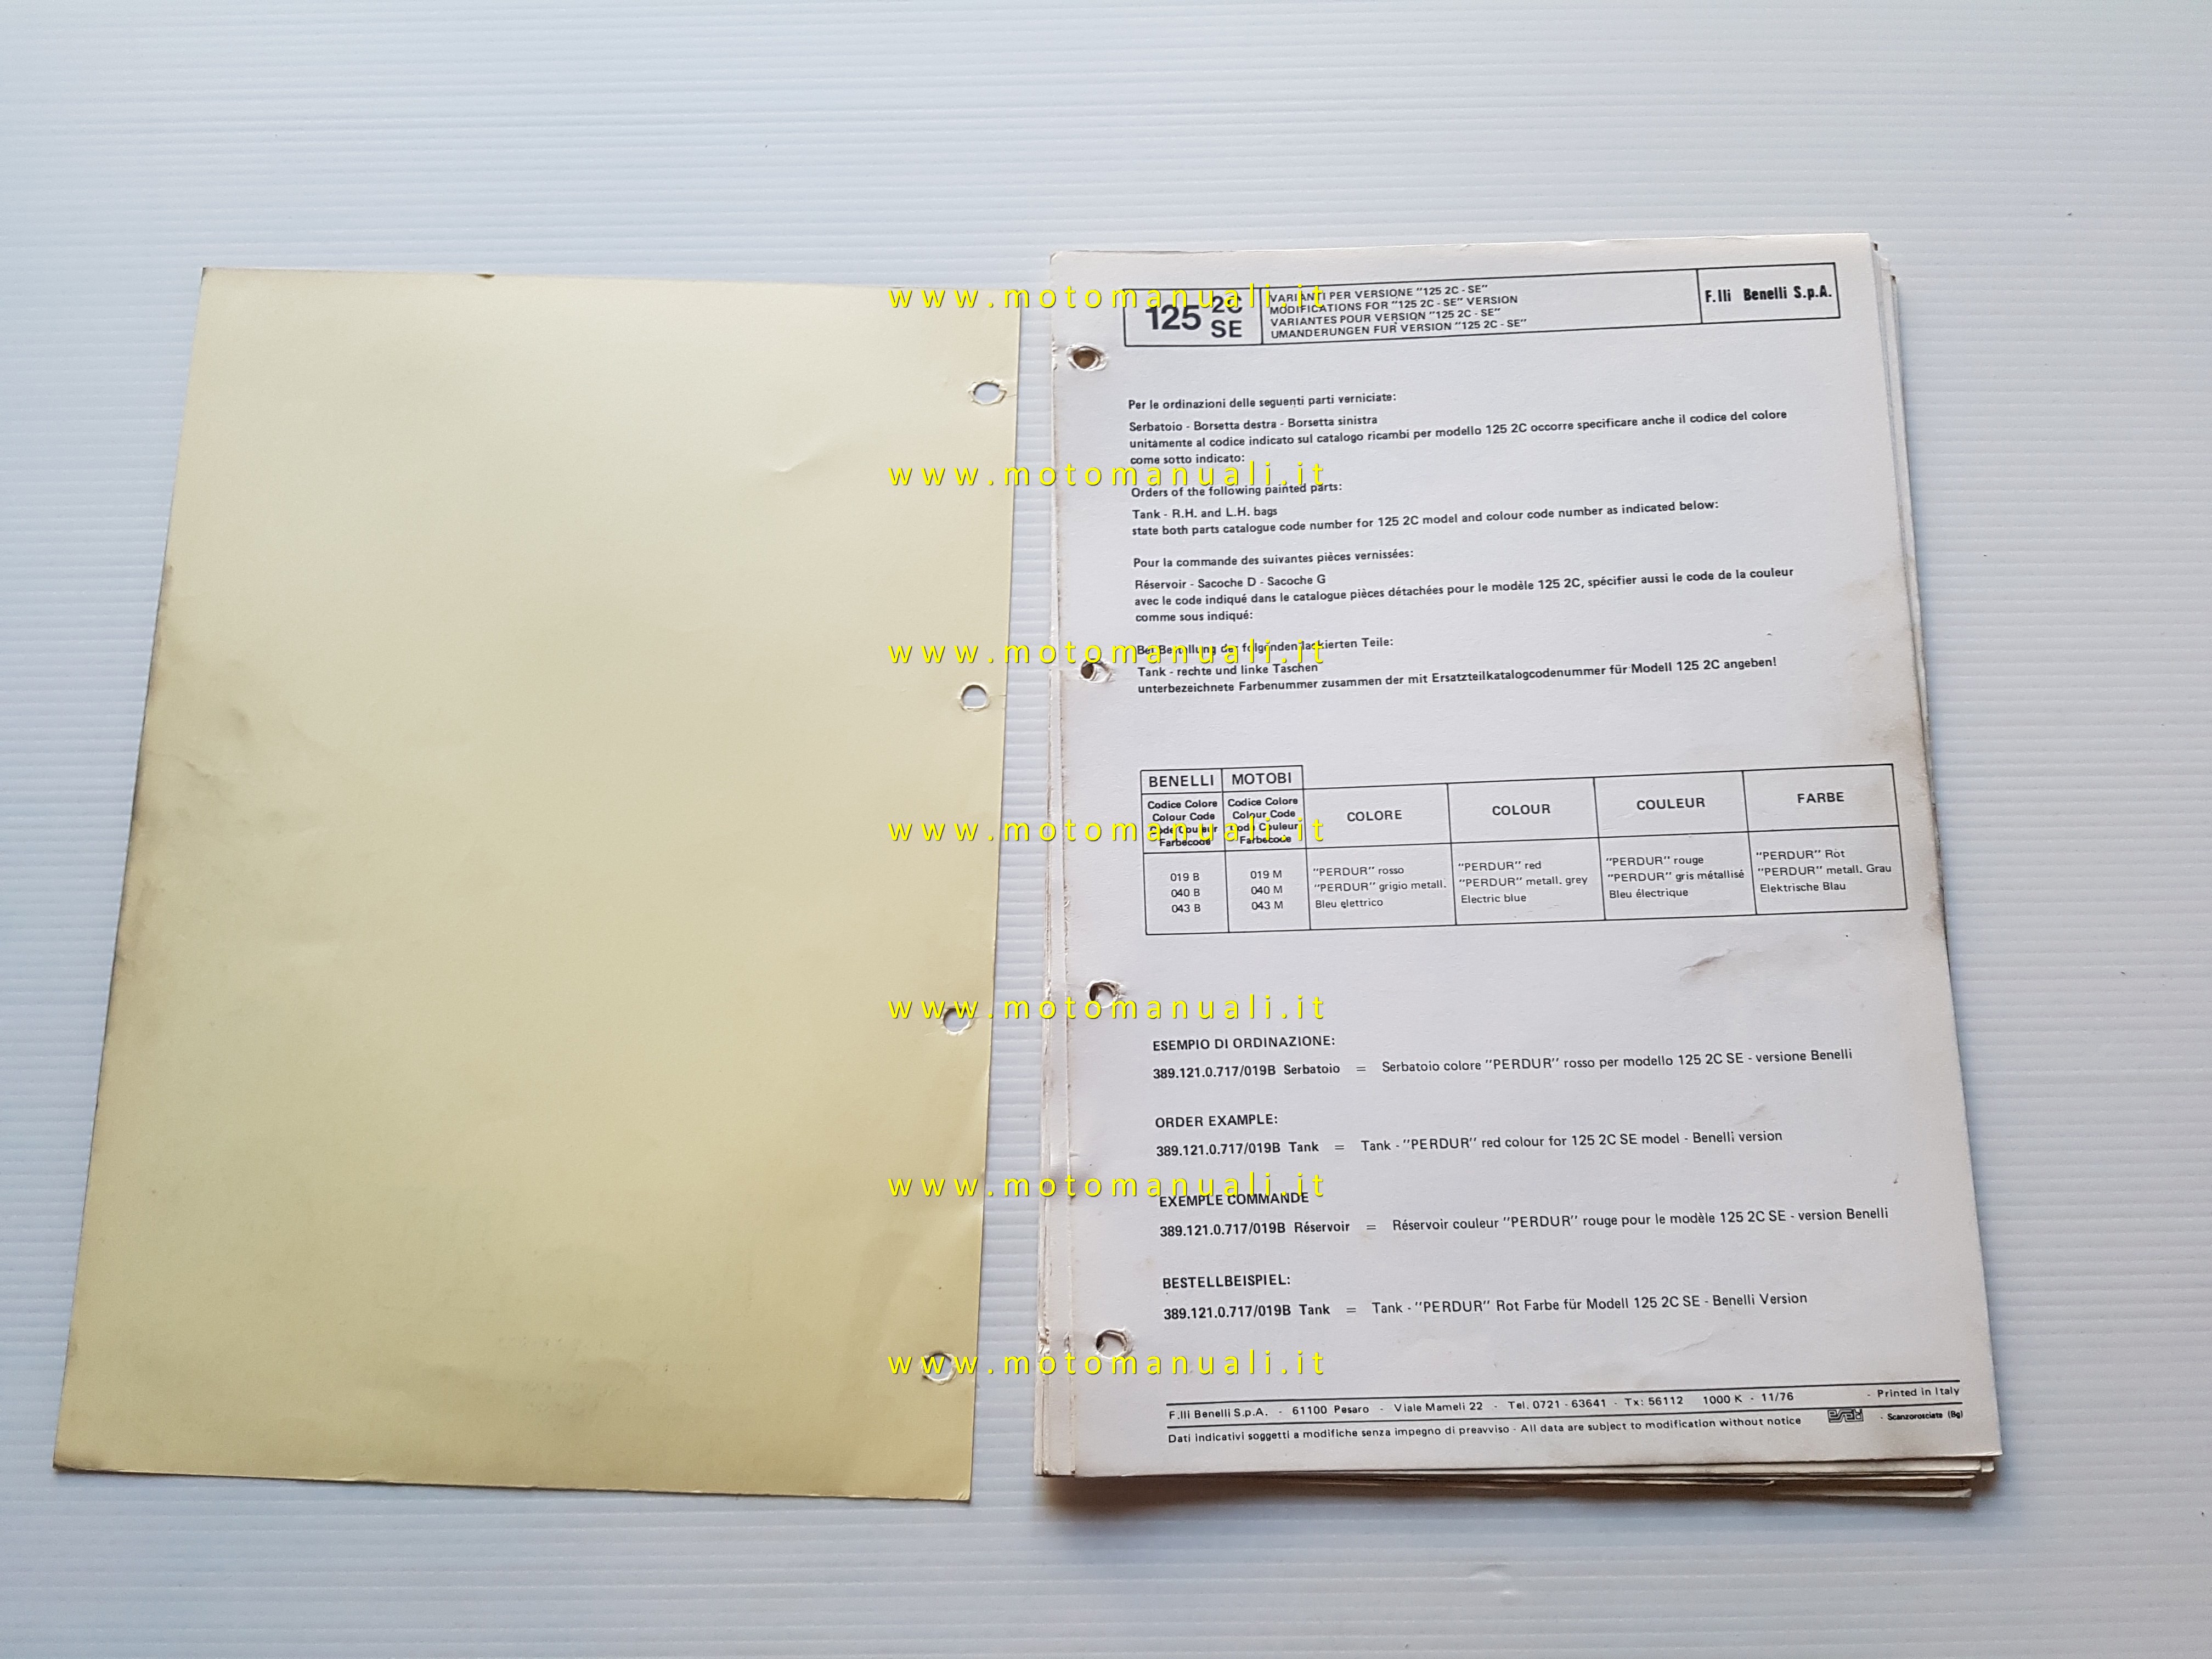 125 2C SE
VARIANTI PER VERSIONE "125 2C - SE"
MODIFICATIONS FOR "125 2C - SE" VERSION
VARIANTES POUR VERSION "125 2C - SE"
UMANDERUNGEN FUR VERSION "125 2C - SE"
F.lli Benelli S.p.A.
www.motomanuali.it
Per le ordinazioni delle seguenti parti verniciate:
Serbatoio - Borsetta destra - Borsetta sinistra
unitamente al codice indicato sul catalogo ricambi per modello 125 2C occorre specificare anche il codice del colore
come sotto indicato:
www.motomanuali.it
Orders of the following painted parts:
Tank - R.H. and L.H. bags
state both parts catalogue code number for 125 2C model and colour code number as indicated below:
Pour la commande des suivantes pièces vernissées:
Réservoir - Sacoche D - Sacoche G
avec le code indiqué dans le catalogue pièces détachées pour le modèle 125 2C, spécifier aussi le code de la couleur
comme sous indiqué:
Bei Bestellung der folgenden lackierten Teile:
www.motomanuali.it
Tank - rechte und linke Taschen
unterbezeichnete Farbenummer zusammen der mit Ersatzteilkatalogcodenummer für Modell 125 2C angeben!
BENELLI MOTOBI
Codice Colore Codice Colore
Colour Code Colour Code
Code Couleur Code Couleur
Farbecode Farbecode
COLORE COLOUR COULEUR FARBE
www.motomanuali.it
019 B 019 M "PERDUR" rosso "PERDUR" red "PERDUR" rouge "PERDUR" Rot
040 B 040 M "PERDUR" grigio metall. "PERDUR" metall. grey "PERDUR" gris métallisé "PERDUR" metall. Grau
043 B 043 M Bleu elettrico Electric blue Bleu électrique Elektrische Blau
www.motomanuali.it
ESEMPIO DI ORDINAZIONE:
389.121.0.717/019B Serbatoio = Serbatoio colore "PERDUR" rosso per modello 125 2C SE - versione Benelli
ORDER EXAMPLE:
389.121.0.717/019B Tank = Tank - "PERDUR" red colour for 125 2C SE model - Benelli version
www.motomanuali.it
EXEMPLE COMMANDE
389.121.0.717/019B Réservoir = Réservoir couleur "PERDUR" rouge pour le modèle 125 2C SE - version Benelli
BESTELLBEISPIEL:
389.121.0.717/019B Tank = Tank - "PERDUR" Rot Farbe für Modell 125 2C SE - Benelli Version
www.motomanuali.it
F.lli Benelli S.p.A. - 61100 Pesaro - Viale Mameli 22 - Tel. 0721 - 63641 - Tx: 56112 1000 K - 11/76 - Printed in Italy
Dati indicativi soggetti a modifiche senza impegno di preavviso - All data are subject to modification without notice - Scanzorosciate (Bg)